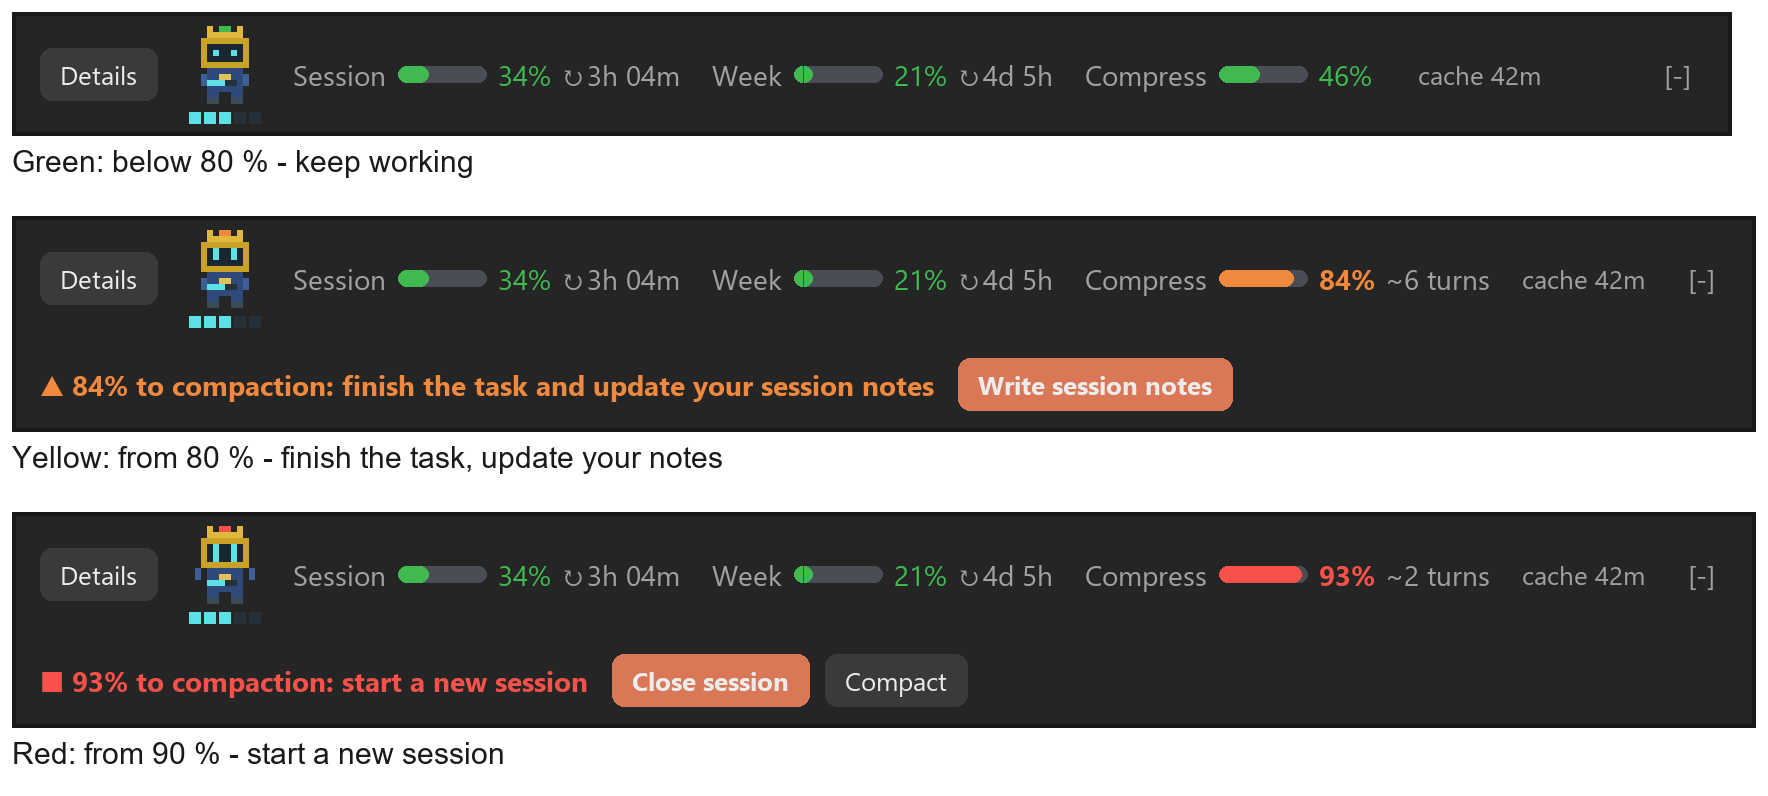 Details Session 34% ↻3h 04m Week 21% ↻4d 5h Compress 46% cache 42m [-]
Green: below 80 % - keep working
Details Session 34% ↻3h 04m Week 21% ↻4d 5h Compress 84% ~6 turns cache 42m [-]
▲ 84% to compaction: finish the task and update your session notes Write session notes
Yellow: from 80 % - finish the task, update your notes
Details Session 34% ↻3h 04m Week 21% ↻4d 5h Compress 93% ~2 turns cache 42m [-]
■ 93% to compaction: start a new session Close session Compact
Red: from 90 % - start a new session